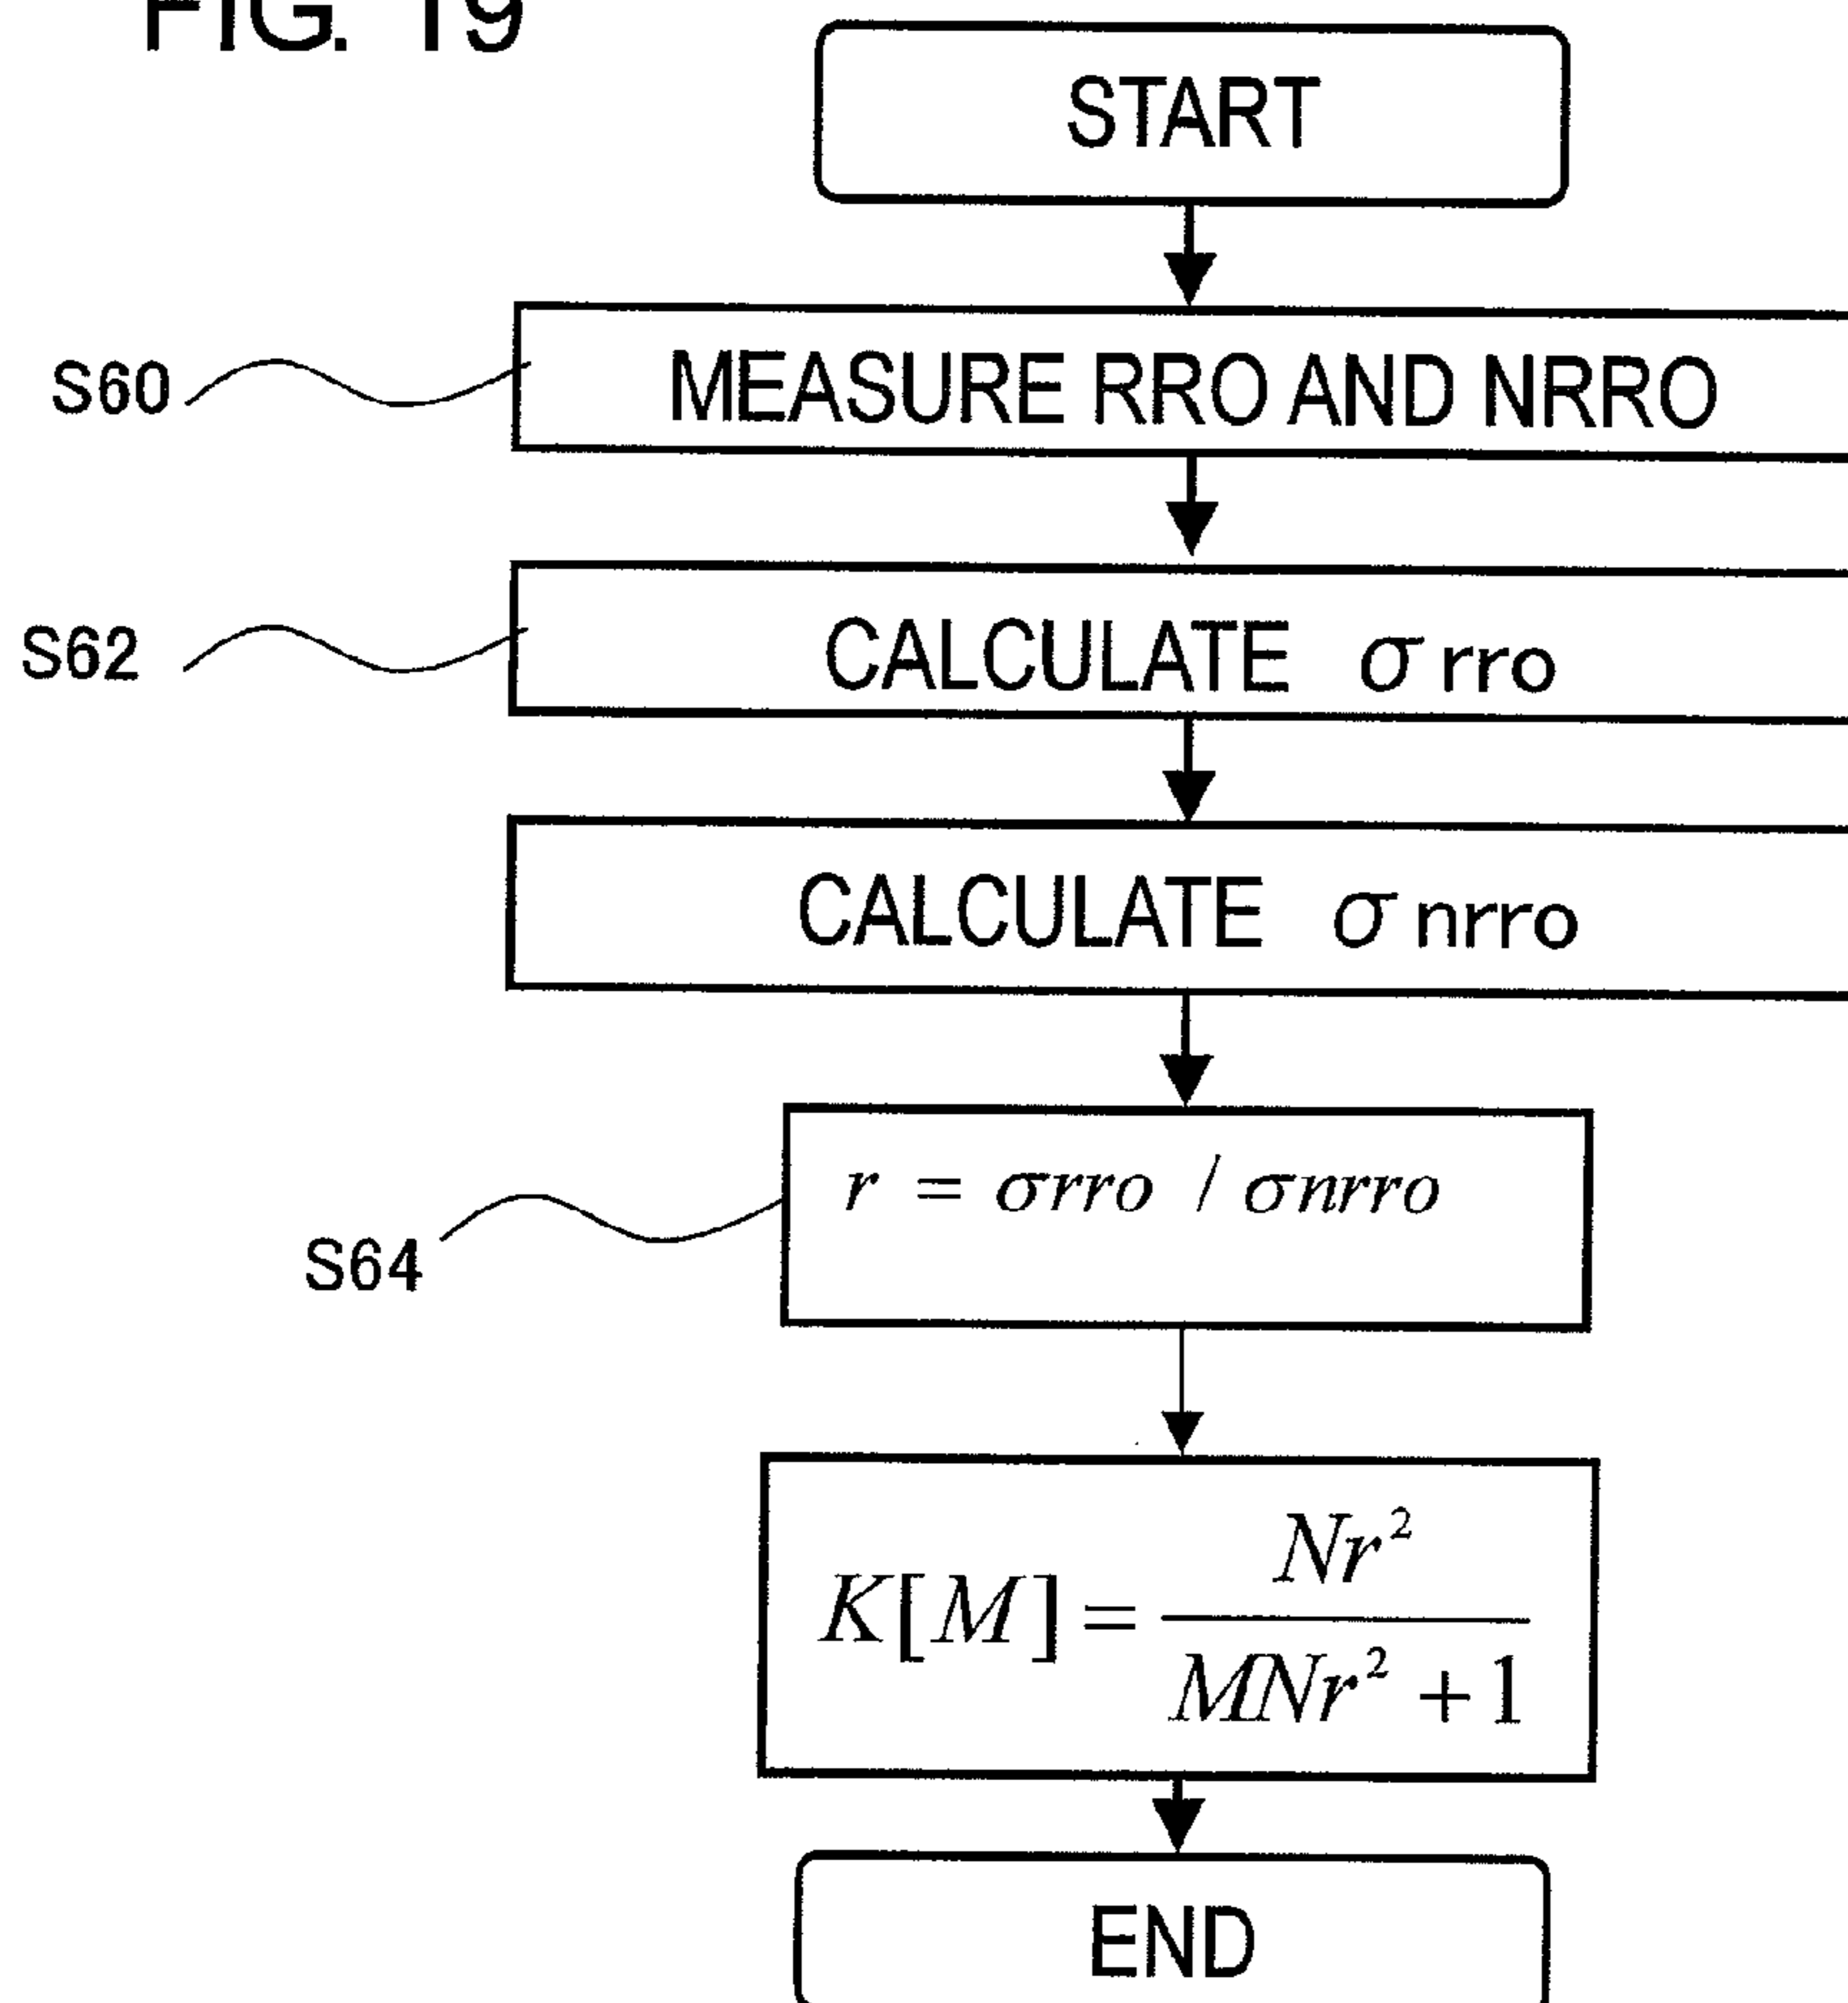 FIG. 19
START
S60
MEASURE RRO AND NRRO
S62
CALCULATE σrro
CALCULATE σnrro
r = σrro / σnrro
S64
K[M] = Nr² / MNr² + 1
END